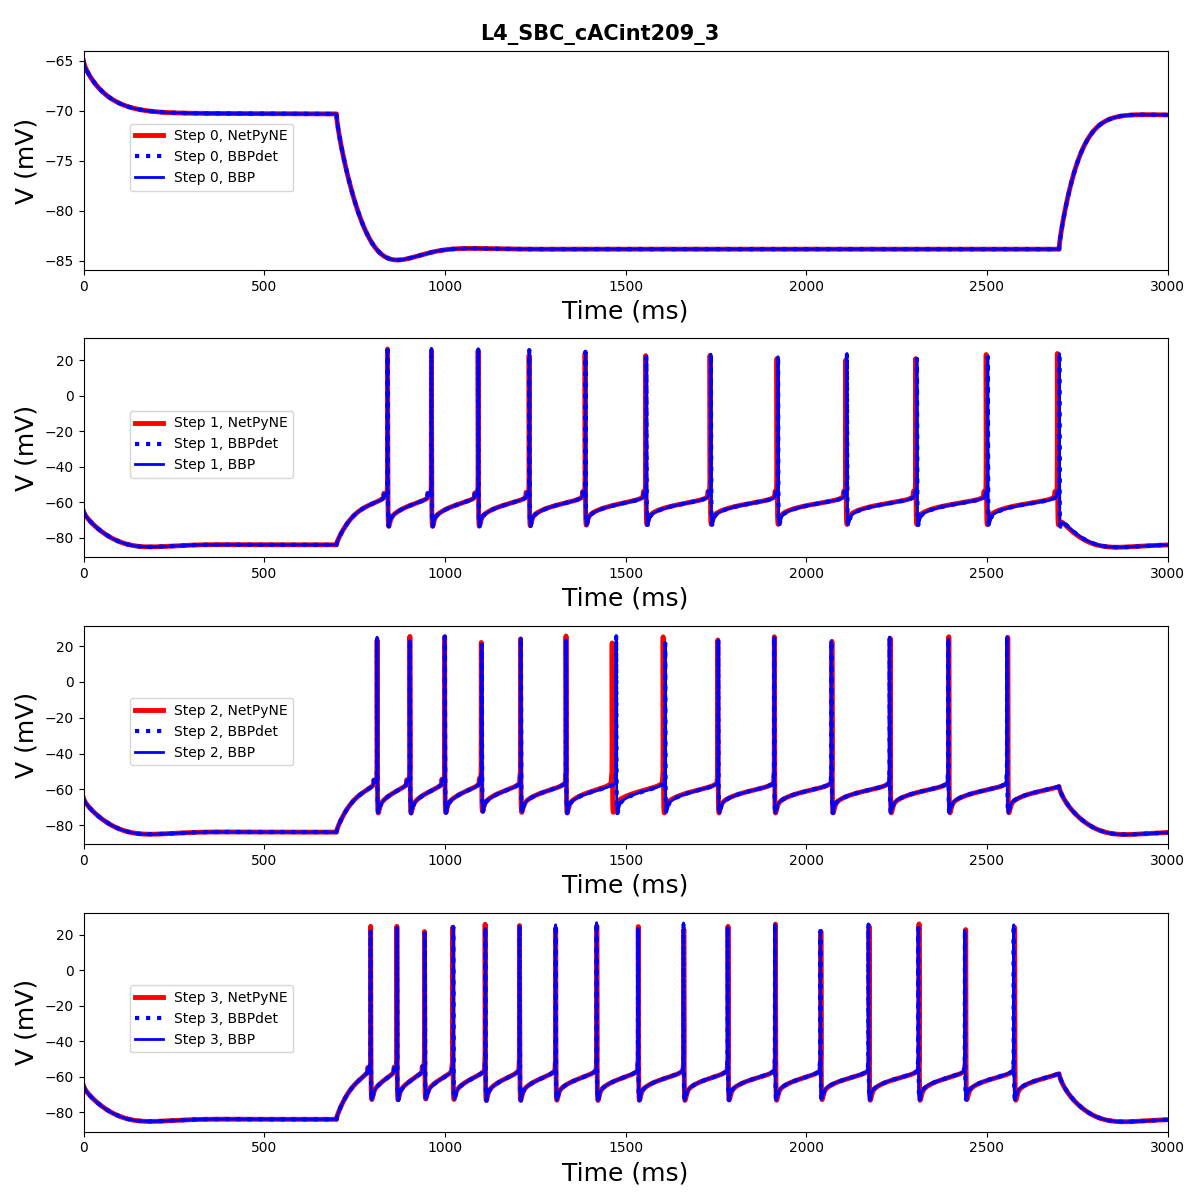 L4_SBC_cACint209_3
−65
−70
−75
−80
−85
V (mV)
Step 0, NetPyNE
Step 0, BBPdet
Step 0, BBP
0 500 1000 1500 2000 2500 3000
Time (ms)
20
0
−20
−40
−60
−80
V (mV)
Step 1, NetPyNE
Step 1, BBPdet
Step 1, BBP
0 500 1000 1500 2000 2500 3000
Time (ms)
20
0
−20
−40
−60
−80
V (mV)
Step 2, NetPyNE
Step 2, BBPdet
Step 2, BBP
0 500 1000 1500 2000 2500 3000
Time (ms)
20
0
−20
−40
−60
−80
V (mV)
Step 3, NetPyNE
Step 3, BBPdet
Step 3, BBP
0 500 1000 1500 2000 2500 3000
Time (ms)